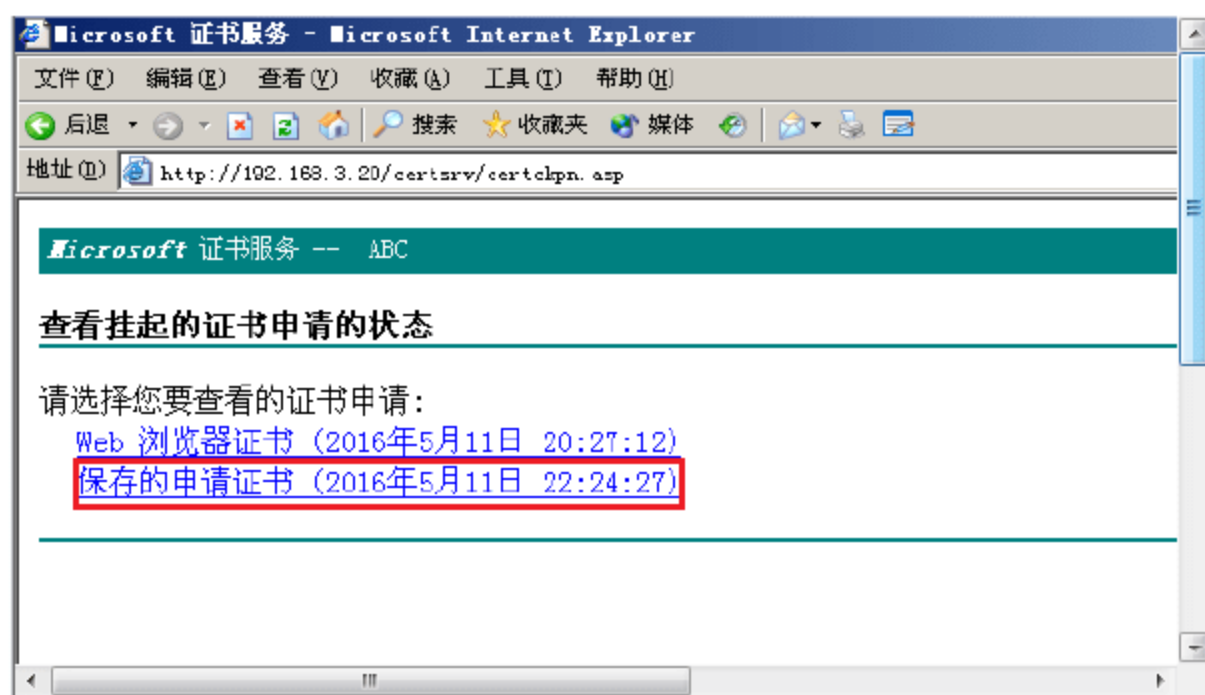 Microsoft 证书服务 - Microsoft Internet Explorer
文件(F) 编辑(E) 查看(V) 收藏(A) 工具(T) 帮助(H)
后退 搜索 收藏夹 媒体
地址(D) http://192.168.3.20/certsrv/certckpn.asp
Microsoft 证书服务 -- ABC
查看挂起的证书申请的状态
请选择您要查看的证书申请:
Web 浏览器证书 (2016年5月11日 20:27:12)
保存的申请证书 (2016年5月11日 22:24:27)